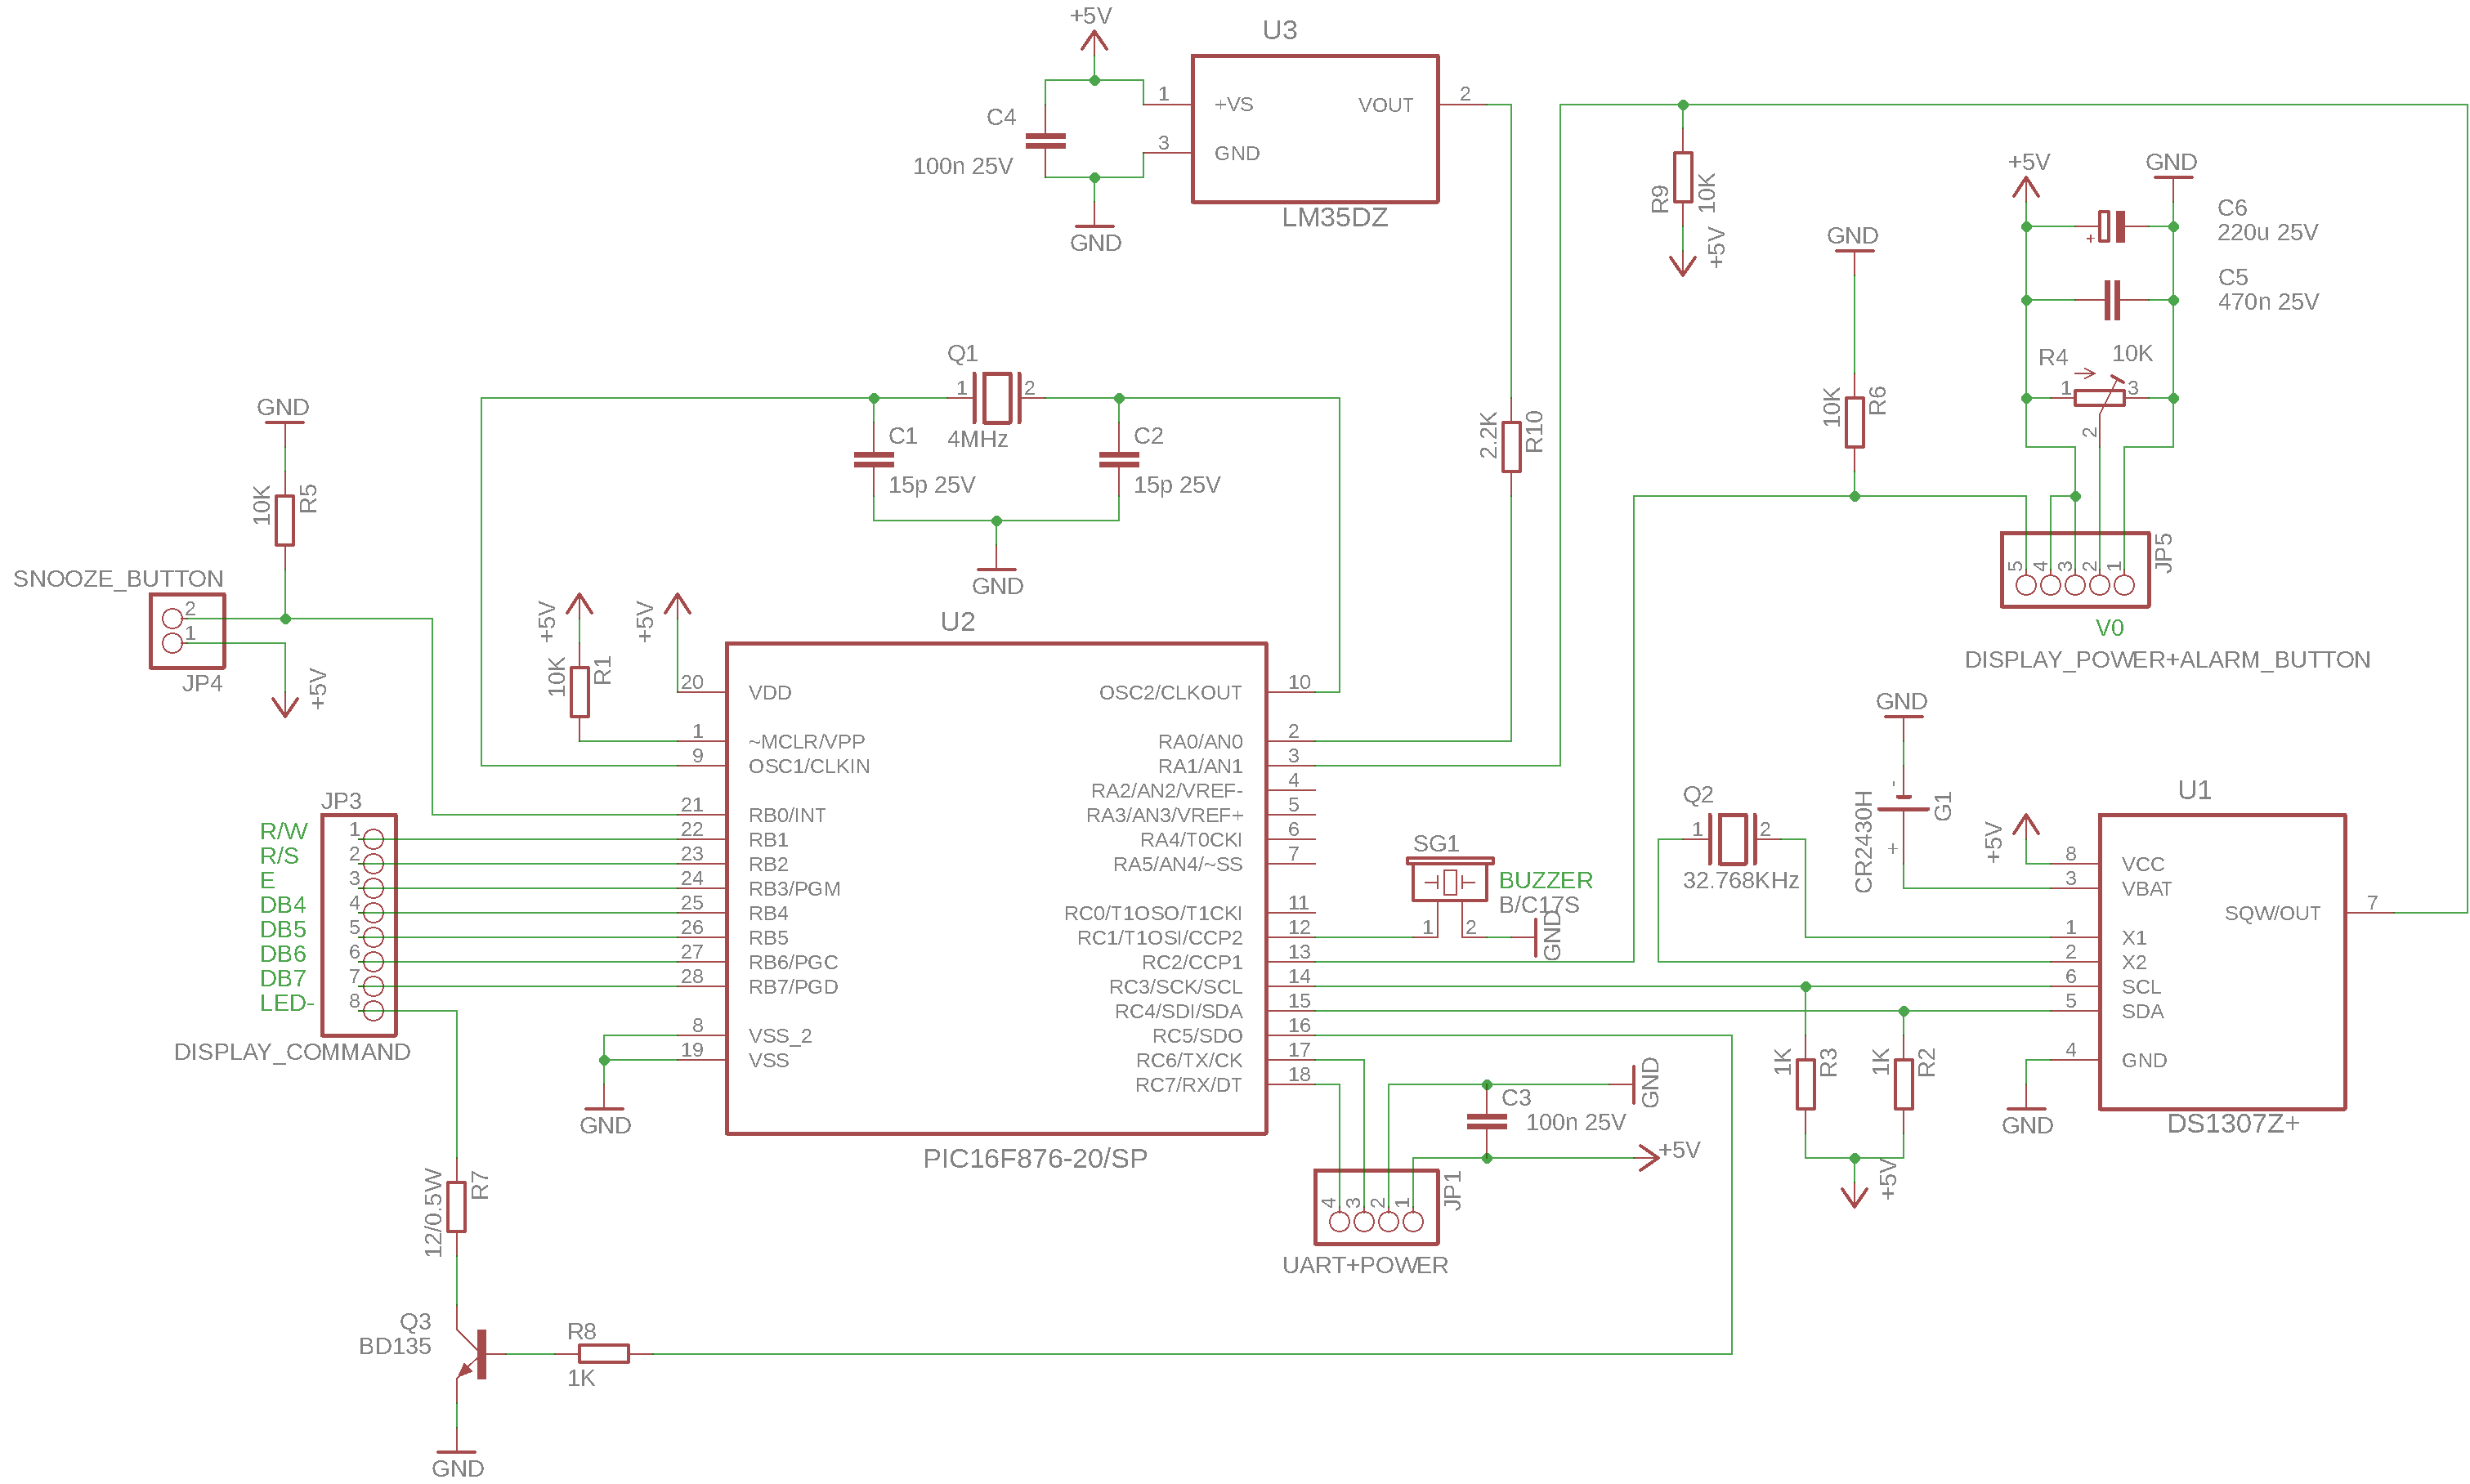 +5V
U3
C4
100n 25V
1
+VS
3
GND
VOUT
2
LM35DZ
GND
R9
10K
+5V
+5V
GND
C6
220u 25V
+
C5
470n 25V
R4
10K
1
3
2
GND
10K
R6
5
4
3
2
1
JP5
V0
DISPLAY_POWER+ALARM_BUTTON
Q1
1
2
4MHz
C1
15p 25V
C2
15p 25V
GND
2.2K
R10
GND
10K
R5
SNOOZE_BUTTON
2
1
JP4
+5V
+5V
10K
R1
+5V
U2
20
VDD
1
~MCLR/VPP
9
OSC1/CLKIN
21
RB0/INT
22
RB1
23
RB2
24
RB3/PGM
25
RB4
26
RB5
27
RB6/PGC
28
RB7/PGD
8
VSS_2
19
VSS
OSC2/CLKOUT
10
RA0/AN0
2
RA1/AN1
3
RA2/AN2/VREF-
4
RA3/AN3/VREF+
5
RA4/T0CKI
6
RA5/AN4/~SS
7
RC0/T1OSO/T1CKI
11
RC1/T1OSI/CCP2
12
RC2/CCP1
13
RC3/SCK/SCL
14
RC4/SDI/SDA
15
RC5/SDO
16
RC6/TX/CK
17
RC7/RX/DT
18
PIC16F876-20/SP
GND
JP3
R/W
1
R/S
2
E
3
DB4
4
DB5
5
DB6
6
DB7
7
LED-
8
DISPLAY_COMMAND
12/0.5W
R7
Q3
BD135
R8
1K
GND
SG1
BUZZER
B/C17S
1
2
GND
Q2
1
2
32.768KHz
GND
-
CR2430H
G1
+
+5V
U1
8
VCC
3
VBAT
1
X1
2
X2
6
SCL
5
SDA
4
GND
SQW/OUT
7
DS1307Z+
GND
1K
R3
1K
R2
+5V
GND
C3
100n 25V
+5V
4
3
2
1
JP1
UART+POWER